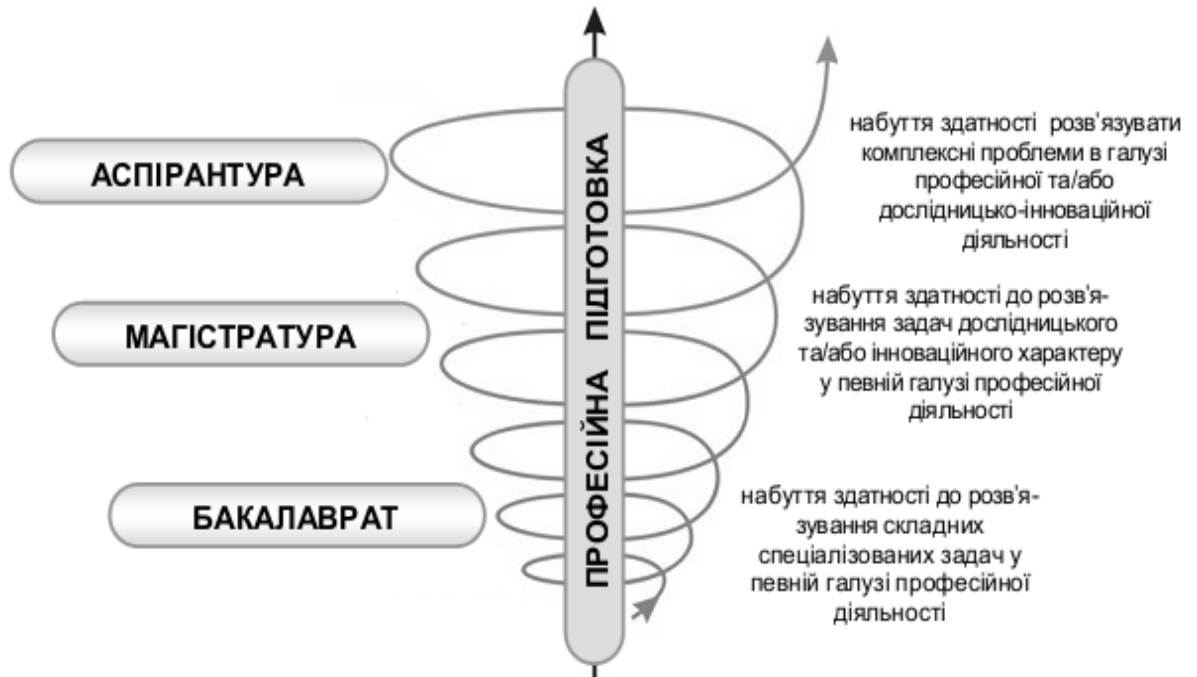 АСПІРАНТУРА
набуття здатності розв'язувати
комплексні проблеми в галузі
професійної та/або
дослідницько-інноваційної
діяльності
МАГІСТРАТУРА
набуття здатності до розв'я-
зування задач дослідницького
та/або інноваційного характеру
у певній галузі професійної
діяльності
БАКАЛАВРАТ
набуття здатності до розв'я-
зування складних
спеціалізованих задач у
певній галузі професійної
діяльності
ПРОФЕСІЙНА ПІДГОТОВКА